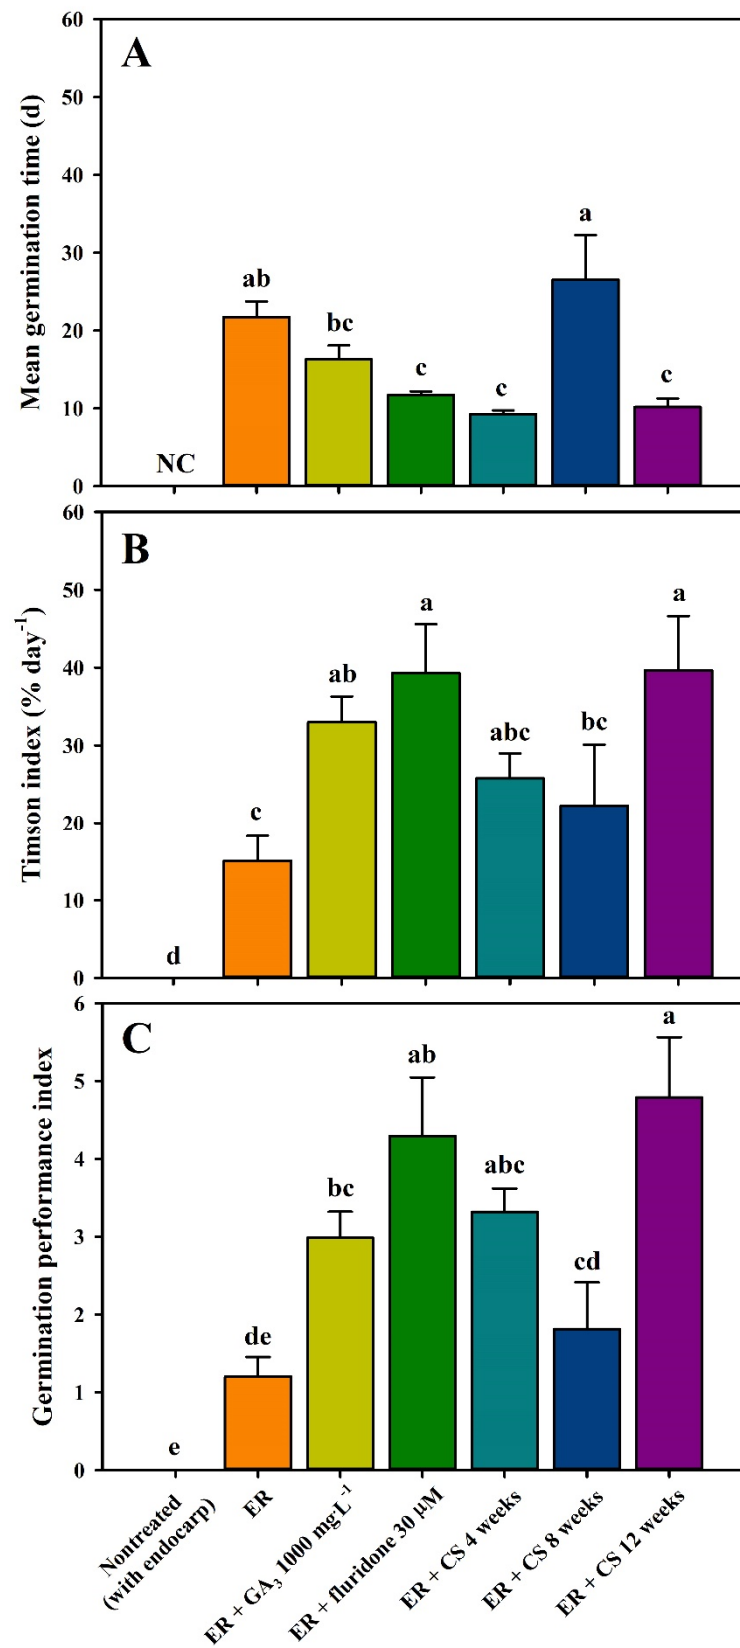 A
60
50
40
30
20
10
0
Mean germination time (d)
NC
ab
bc
c
c
a
c
B
60
50
40
30
20
10
0
Timson index (% day⁻¹)
d
c
ab
a
abc
bc
a
C
6
5
4
3
2
1
0
Germination performance index
e
de
bc
ab
abc
cd
a
Nontreated
(with endocarp)
ER
ER + GA₃ 1000 mg·L⁻¹
ER + fluridone 30 µM
ER + CS 4 weeks
ER + CS 8 weeks
ER + CS 12 weeks